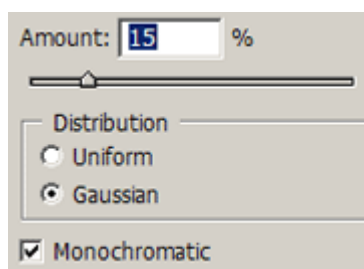 Amount: 15 %
Distribution
Uniform
Gaussian
Monochromatic